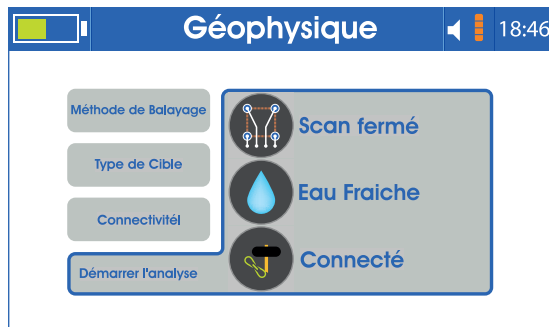 Géophysique
18:46
Méthode de Balayage
Type de Cible
Connectivitél
Démarrer l'analyse
Scan fermé
Eau Fraiche
Connecté